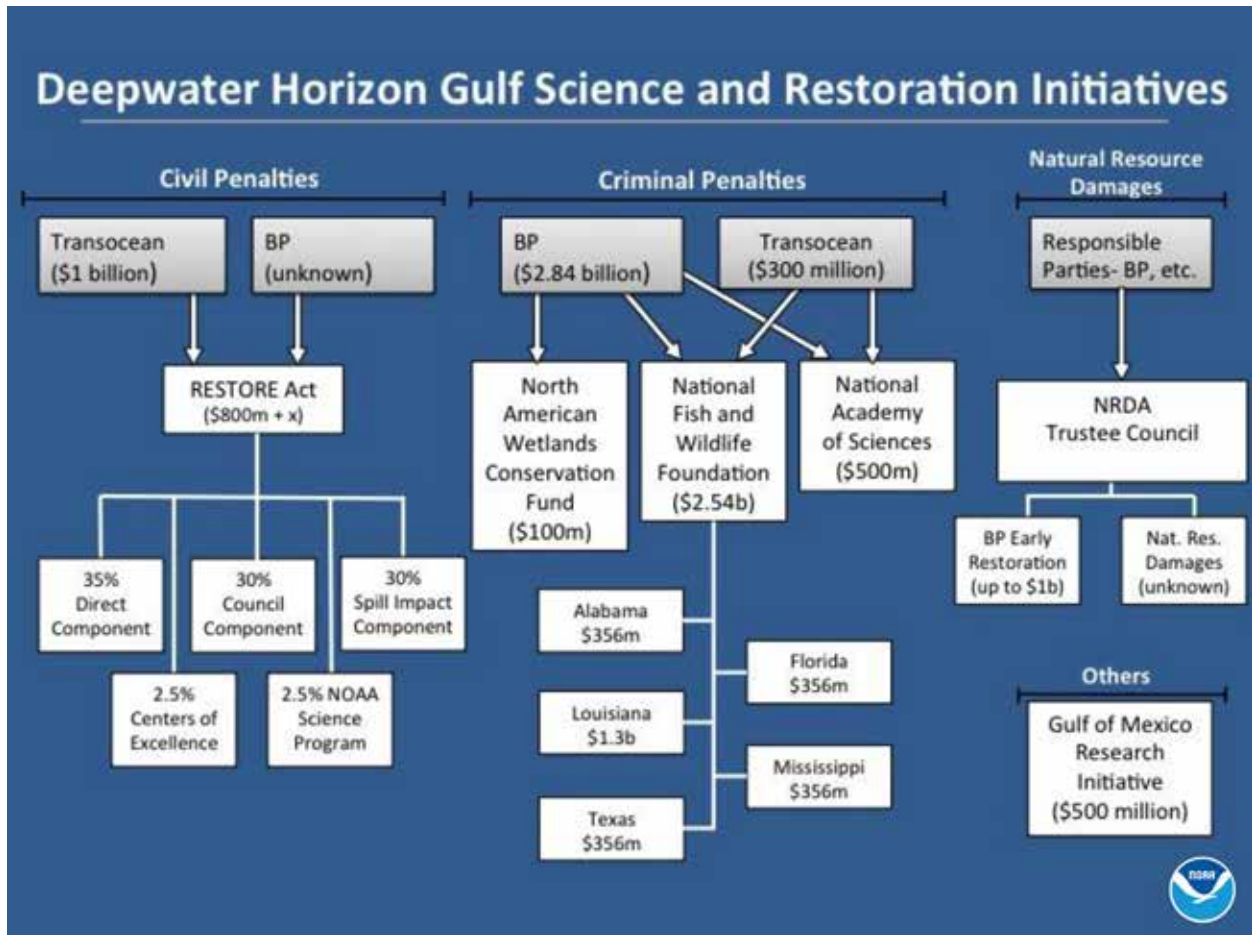 Deepwater Horizon Gulf Science and Restoration Initiatives
Civil Penalties
Transocean
($1 billion)
BP
(unknown)
RESTORE Act
($800m + x)
35%
Direct
Component
30%
Council
Component
30%
Spill Impact
Component
2.5%
Centers of
Excellence
2.5% NOAA
Science
Program
Criminal Penalties
BP
($2.84 billion)
Transocean
($300 million)
North
American
Wetlands
Conservation
Fund
($100m)
National
Fish and
Wildlife
Foundation
($2.54b)
National
Academy
of Sciences
($500m)
Alabama
$356m
Florida
$356m
Louisiana
$1.3b
Mississippi
$356m
Texas
$356m
Natural Resource
Damages
Responsible
Parties- BP, etc.
NRDA
Trustee Council
BP Early
Restoration
(up to $1b)
Nat. Res.
Damages
(unknown)
Others
Gulf of Mexico
Research
Initiative
($500 million)
NOAA